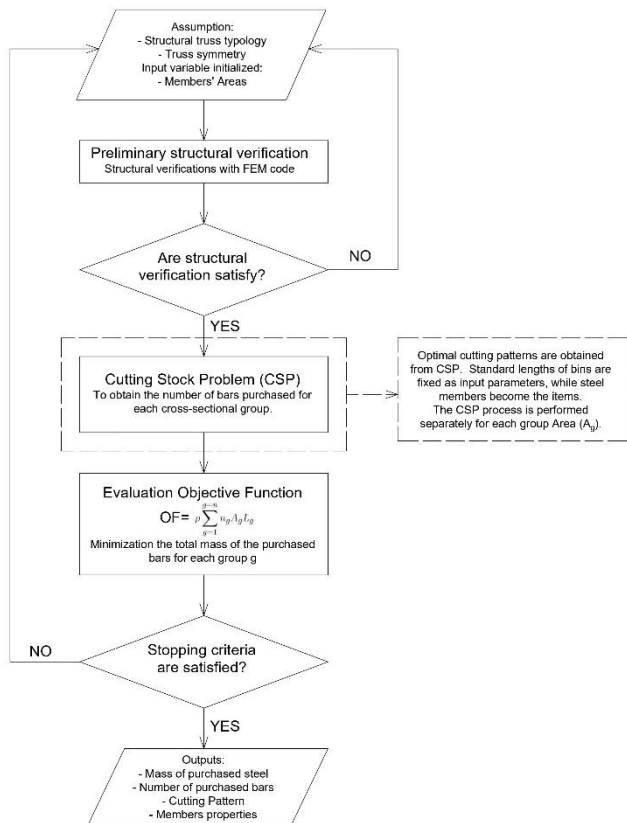 Assumption:
- Structural truss typology
- Truss symmetry
Input variable initialized:
- Members' Areas
Preliminary structural verification
Structural verifications with FEM code
Are structural
verification satisfy?
NO
YES
Cutting Stock Problem (CSP)
To obtain the number of bars purchased for
each cross-sectional group.
Optimal cutting patterns are obtained
from CSP. Standard lengths of bins are
fixed as input parameters, while steel
members become the items.
The CSP process is performed
separately for each group Area (A_g).
Evaluation Objective Function
OF= ρ∑_{g=1}^{g=n} n_g A_g L_g
Minimization the total mass of the purchased
bars for each group g
Stopping criteria
are satisfied?
NO
YES
Outputs:
- Mass of purchased steel
- Number of purchased bars
- Cutting Pattern
- Members properties